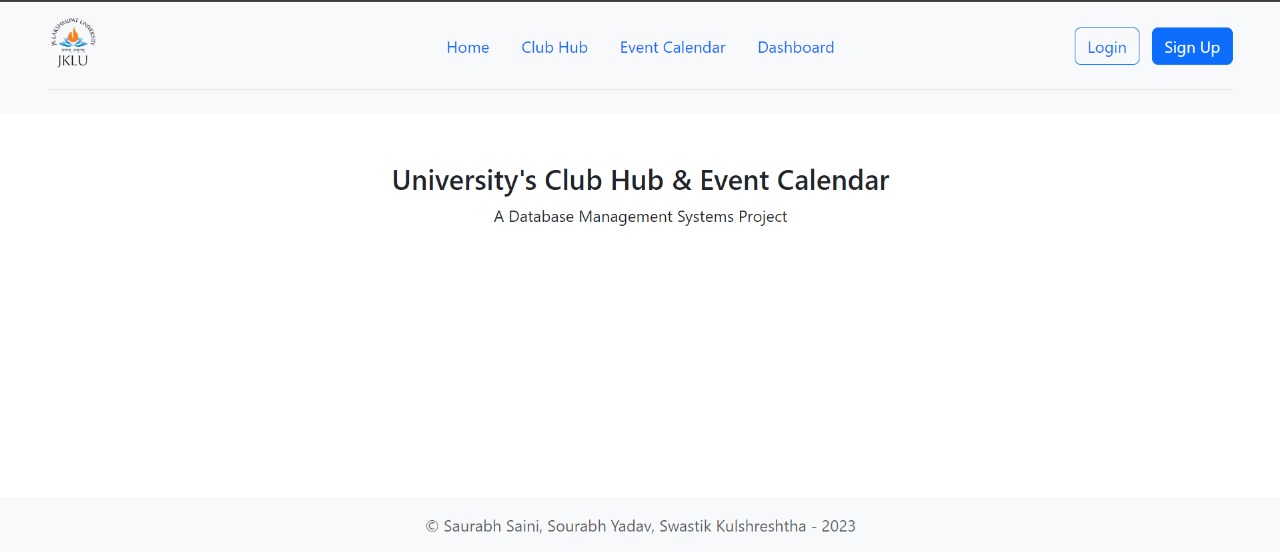 JK LAKSHMIPAT UNIVERSITY
JKLU
Home Club Hub Event Calendar Dashboard
Login Sign Up
University's Club Hub & Event Calendar
A Database Management Systems Project
© Saurabh Saini, Sourabh Yadav, Swastik Kulshreshtha - 2023